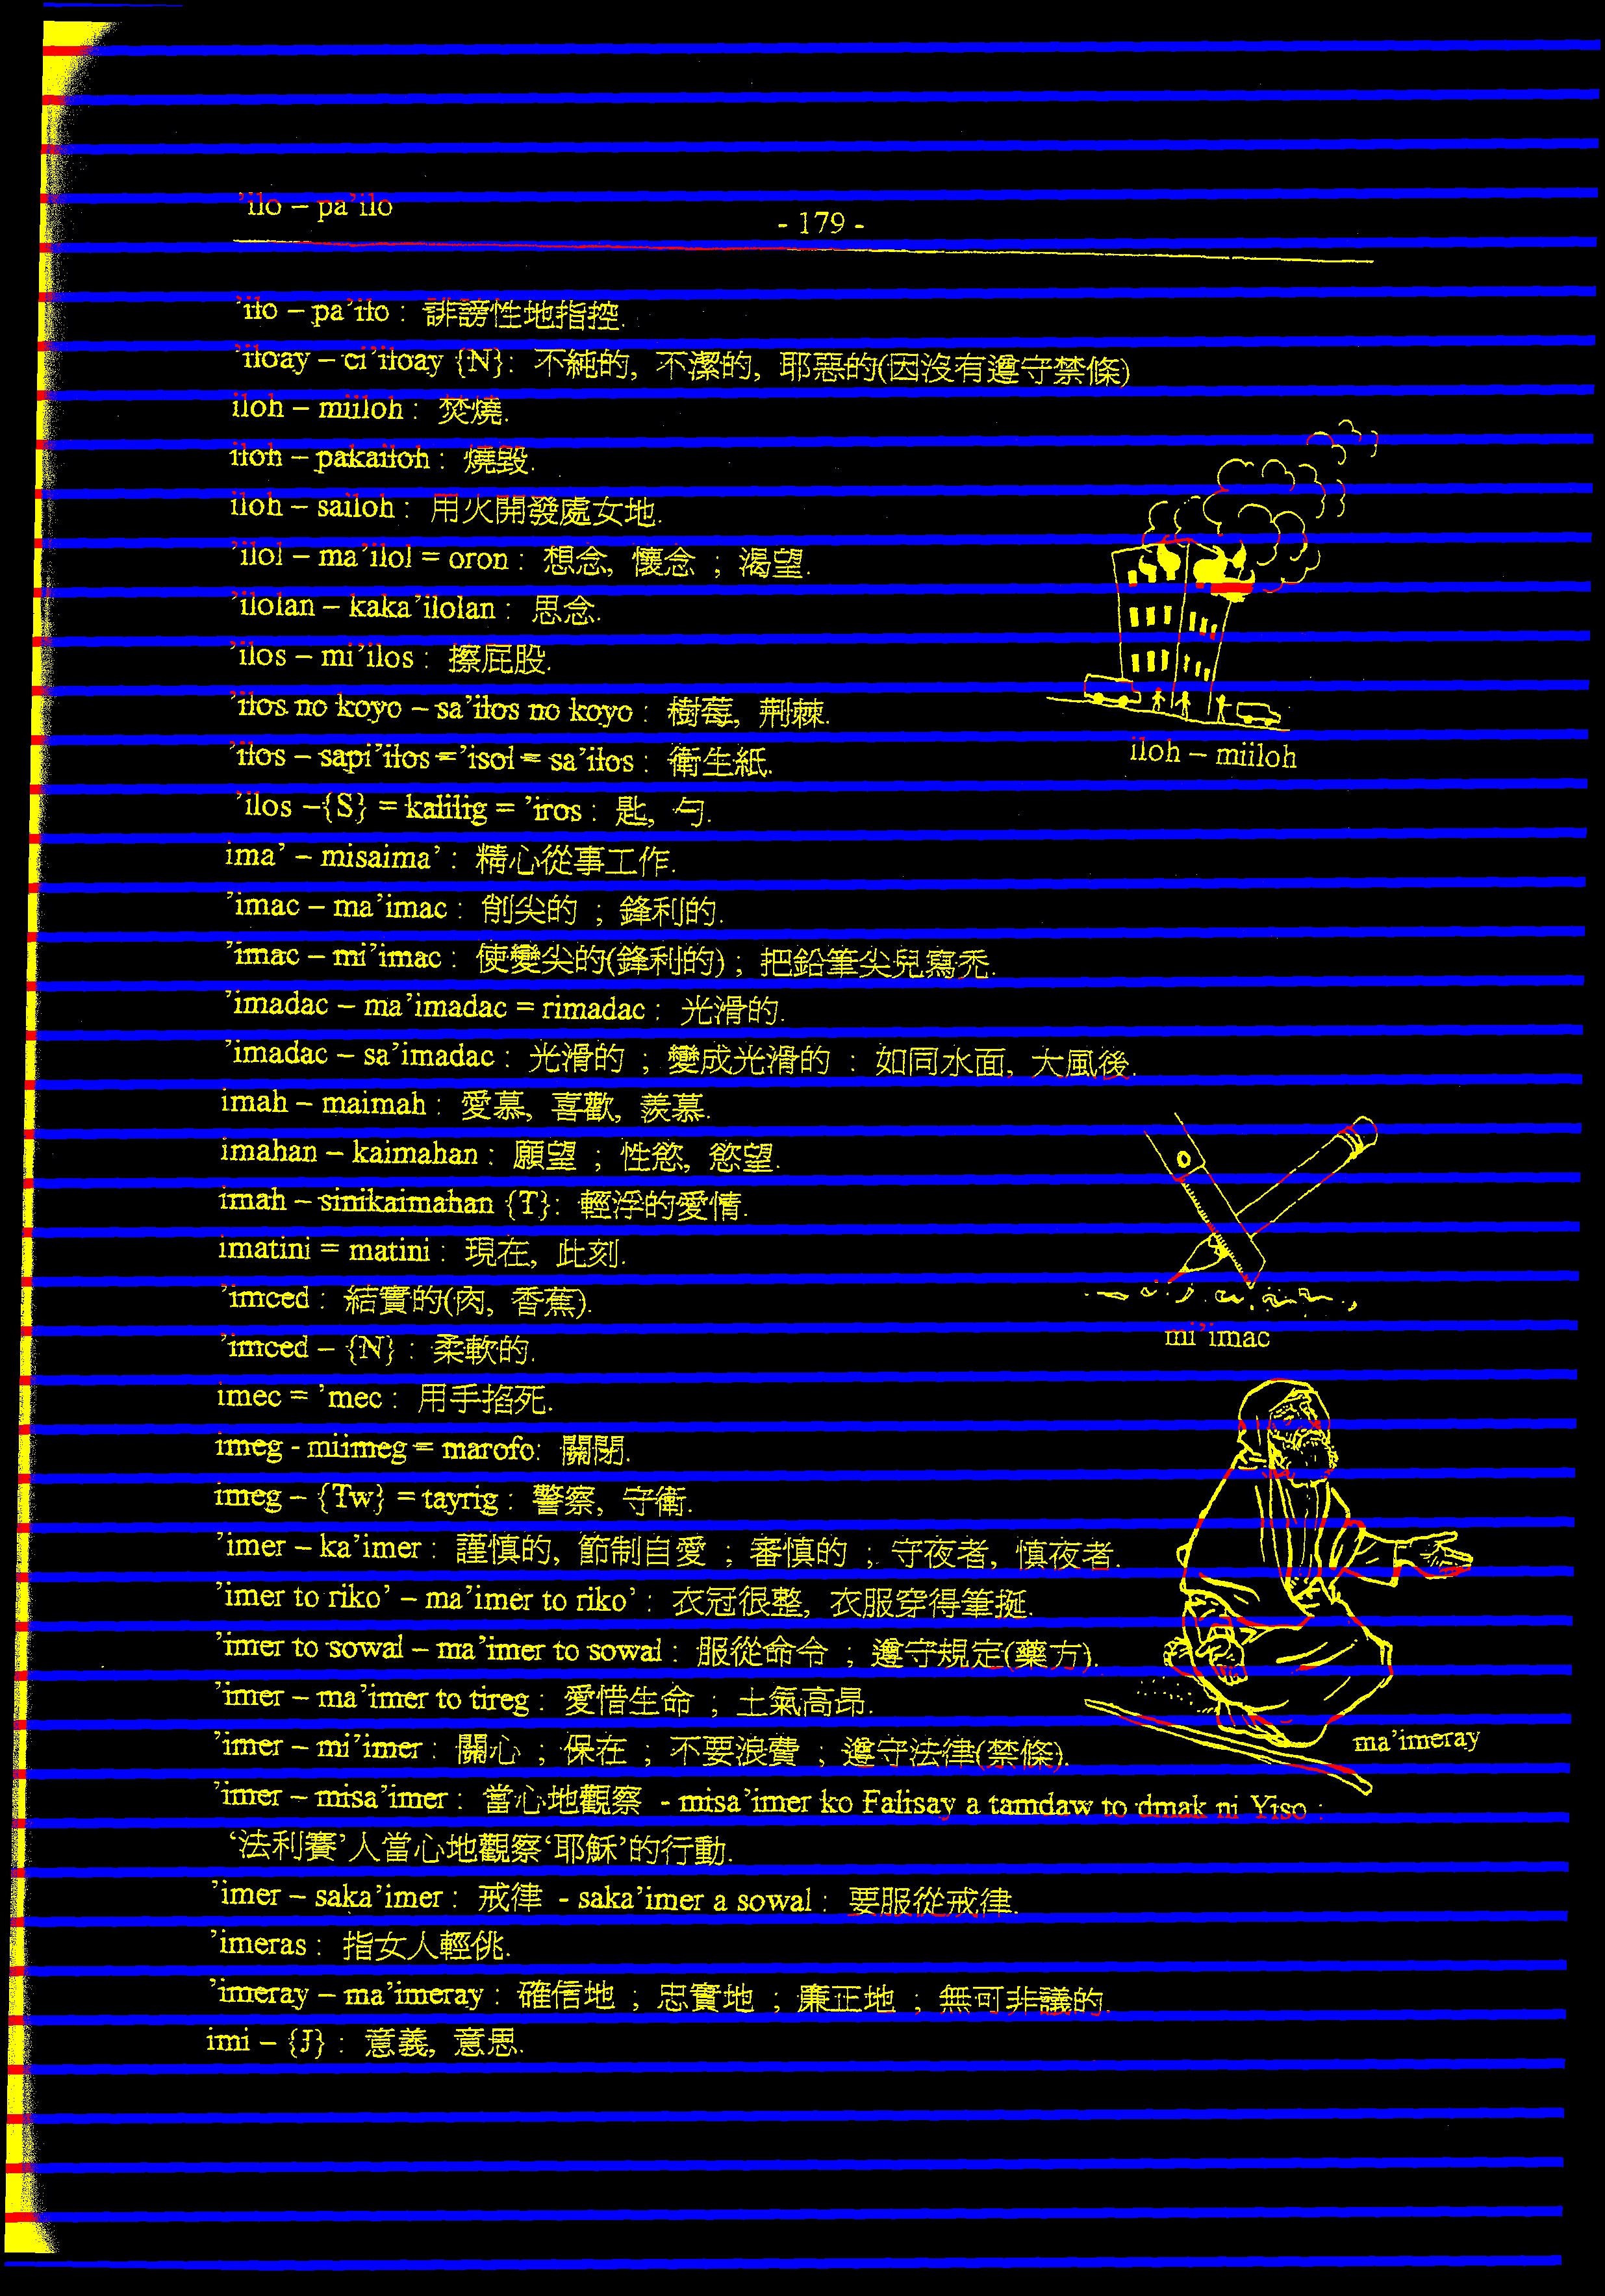 ’ilo – pa’ilo
- 179 -
’ilo – pa’ilo : 誹謗性地指控.
’iloay – ci’iloay {N}: 不純的, 不潔的, 耶惡的(因沒有遵守禁條)
iloh – miiloh : 焚燒.
iloh – pakailoh : 燒毀.
iloh – sailoh : 用火開發處女地.
’ilol – ma’ilol = oron : 想念, 懷念 ; 渴望.
’ilolan – kaka’ilolan : 思念.
’ilos – mi’ilos : 擦屁股.
’ilos no koyo – sa’ilos no koyo : 樹莓, 荆棘.
’ilos – sapi’ilos =’isol = sa’ilos : 衛生紙.
iloh – miiloh
’ilos –{S} = kalilig = ’iros : 匙, 勺.
ima’ – misaima’ : 精心從事工作.
’imac – ma’imac : 削尖的 ; 鋒利的.
’imac – mi’imac : 使變尖的(鋒利的) ; 把鉛筆尖兒寫禿.
’imadac – ma’imadac = rimadac : 光滑的.
’imadac – sa’imadac : 光滑的 ; 變成光滑的 : 如同水面, 大風後.
imah – maimah : 愛慕, 喜歡, 羨慕.
imahan – kaimahan : 願望 ; 性慾, 慾望.
imah – sinikaimahan {T}: 輕浮的愛情.
imatini = matini : 現在, 此刻.
’imced : 結實的(肉, 香蕉).
’imced – {N} : 柔軟的.
mi’imac
imec = ’mec : 用手掐死.
imeg - miimeg = marofo: 關閉.
imeg – {Tw} = tayrig : 警察, 守衛.
’imer – ka’imer : 謹慎的, 節制自愛 ; 審慎的 ; 守夜者, 慎夜者.
’imer to riko’ – ma’imer to riko’ : 衣冠很整, 衣服穿得筆挺.
’imer to sowal – ma’imer to sowal : 服從命令 ; 遵守規定(藥方).
’imer – ma’imer to tireg : 愛惜生命 ; 士氣高昂.
’imer – mi’imer : 關心 ; 保在 ; 不要浪費 ; 遵守法律(禁條).
ma’imeray
’imer – misa’imer : 當心地觀察 - misa’imer ko Falisay a tamdaw to dmak ni Yiso :
‘法利賽’人當心地觀察‘耶穌’的行動.
’imer – saka’imer : 戒律 - saka’imer a sowal : 要服從戒律.
’imeras : 指女人輕佻.
’imeray – ma’imeray : 確信地 ; 忠實地 ; 廉正地 ; 無可非議的.
imi – {J} : 意義, 意思.